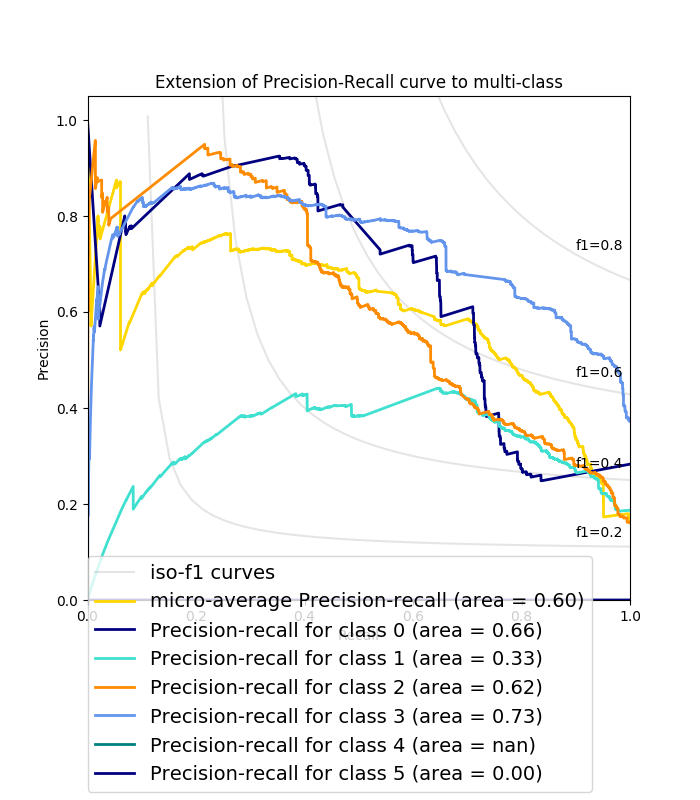 Extension of Precision-Recall curve to multi-class
1.0
0.8
0.6
0.4
0.2
0.0
Precision
f1=0.8
f1=0.6
f1=0.4
f1=0.2
0.0 0.2 0.4 0.6 0.8 1.0
Recall
iso-f1 curves
micro-average Precision-recall (area = 0.60)
Precision-recall for class 0 (area = 0.66)
Precision-recall for class 1 (area = 0.33)
Precision-recall for class 2 (area = 0.62)
Precision-recall for class 3 (area = 0.73)
Precision-recall for class 4 (area = nan)
Precision-recall for class 5 (area = 0.00)